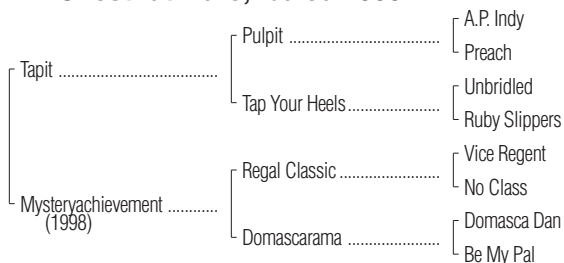 A.P. Indy
Pulpit ........................................
Preach
Tapit ..........................................
Unbridled
Tap Your Heels........................
Ruby Slippers
Vice Regent
Regal Classic ..........................
No Class
Mysteryachievement .............
(1998)
Domasca Dan
Domascarama ........................
Be My Pal